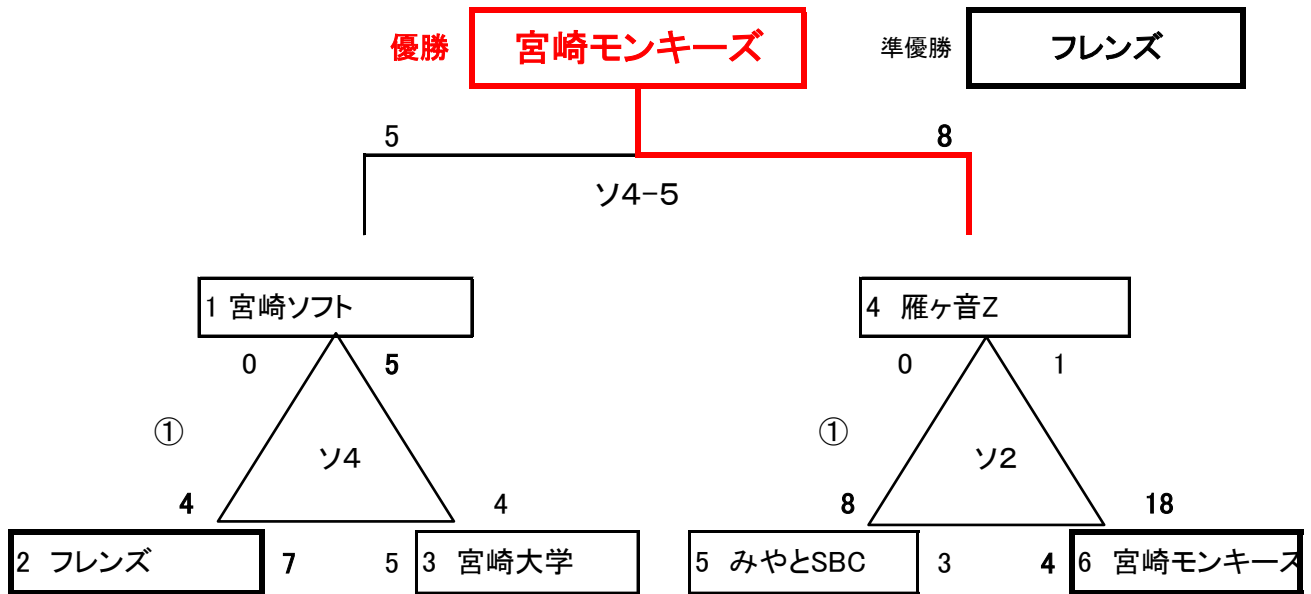 優勝 宮崎モンキーズ 準優勝 フレンズ
5 8
ソ4-5
1 宮崎ソフト 4 雁ヶ音Z
0 5 0 1
① ①
ソ4 ソ2
4 4 8 18
2 フレンズ 7 5 3 宮崎大学 5 みやとSBC 3 4 6 宮崎モンキーズ